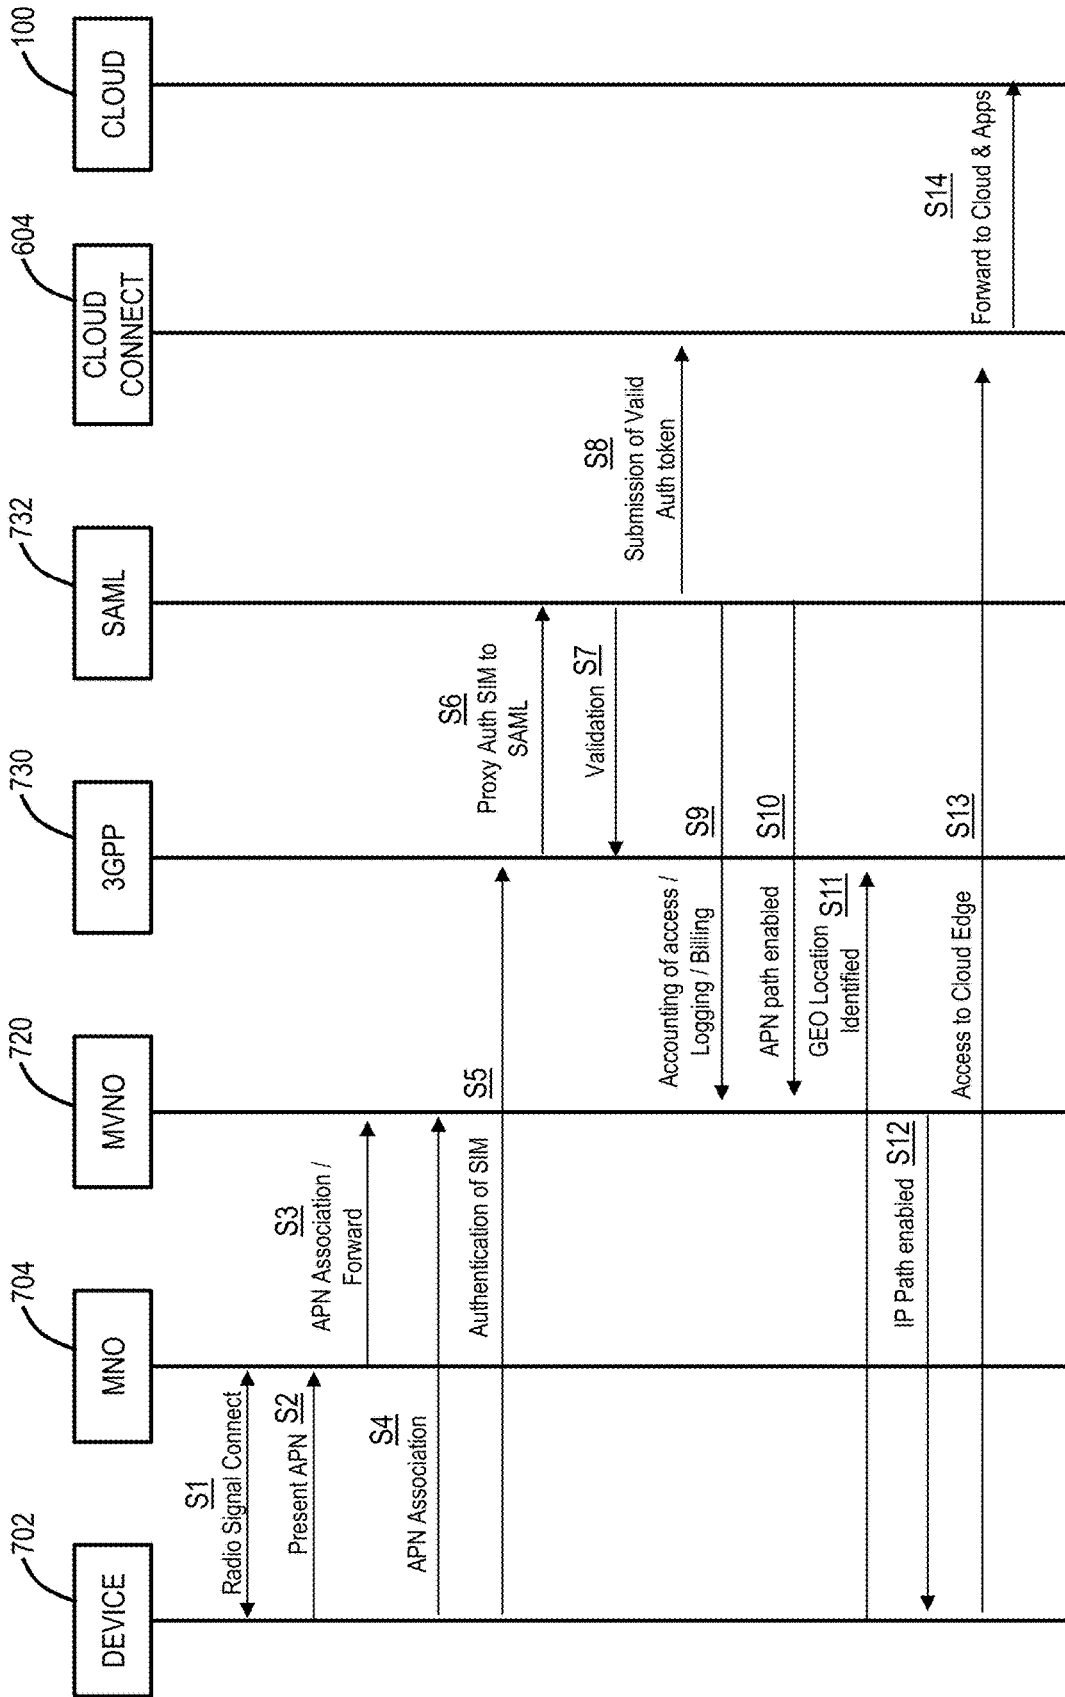 702
704
720
730
732
604
100
DEVICE
MNO
MVNO
3GPP
SAML
CLOUD
CONNECT
CLOUD
S1
Radio Signal Connect
Present APN S2
S3
APN Association /
Forward
S4
APN Association
S5
Authentication of SIM
S6
Proxy Auth SIM to
SAML
Validation S7
S8
Submission of Valid
Auth token
S9
Accounting of access /
Logging / Billing
S10
APN path enabled
GEO Location S11
Identified
IP Path enabled S12
S13
Access to Cloud Edge
S14
Forward to Cloud & Apps